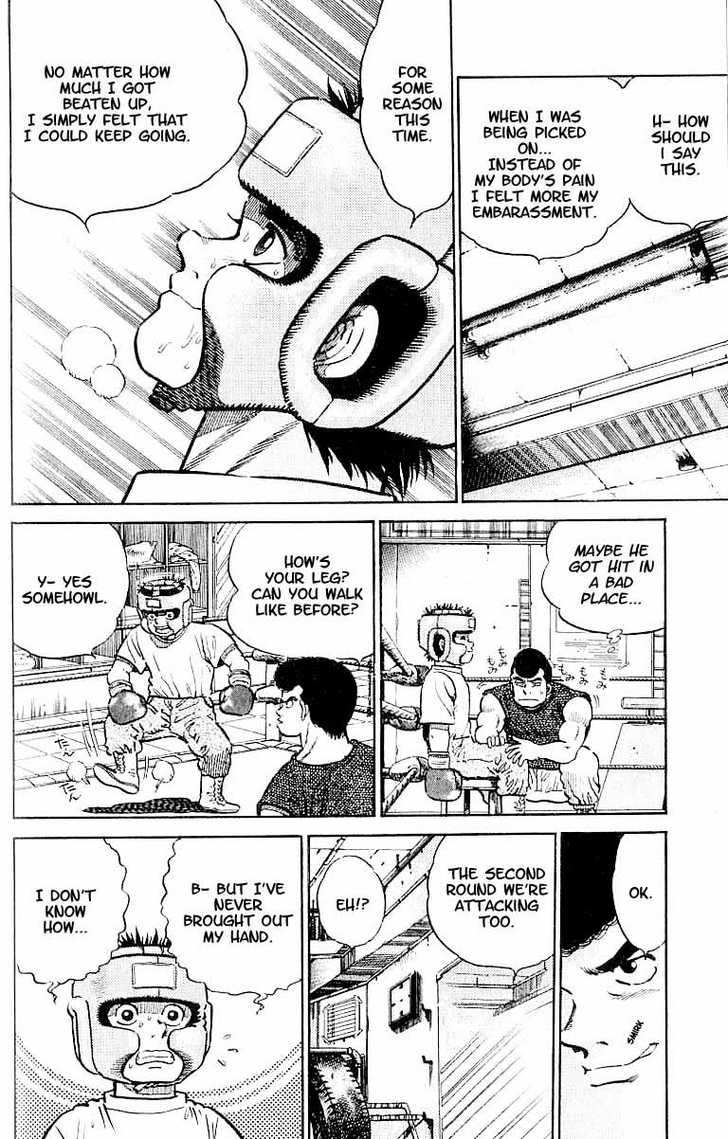 H- HOW
SHOULD
I SAY
THIS.
WHEN I WAS
BEING PICKED
ON...
INSTEAD OF
MY BODY'S PAIN
I FELT MORE MY
EMBARASSMENT.
FOR
SOME
REASON
THIS
TIME.
NO MATTER HOW
MUCH I GOT
BEATEN UP,
I SIMPLY FELT THAT
I COULD KEEP GOING.
MAYBE HE
GOT HIT IN
A BAD
PLACE...
HOW'S
YOUR LEG?
CAN YOU WALK
LIKE BEFORE?
Y- YES
SOMEHOWL.
OK.
SMIRK
THE SECOND
ROUND WE'RE
ATTACKING
TOO.
EH!?
B- BUT I'VE
NEVER
BROUGHT OUT
MY HAND.
I DON'T
KNOW
HOW...